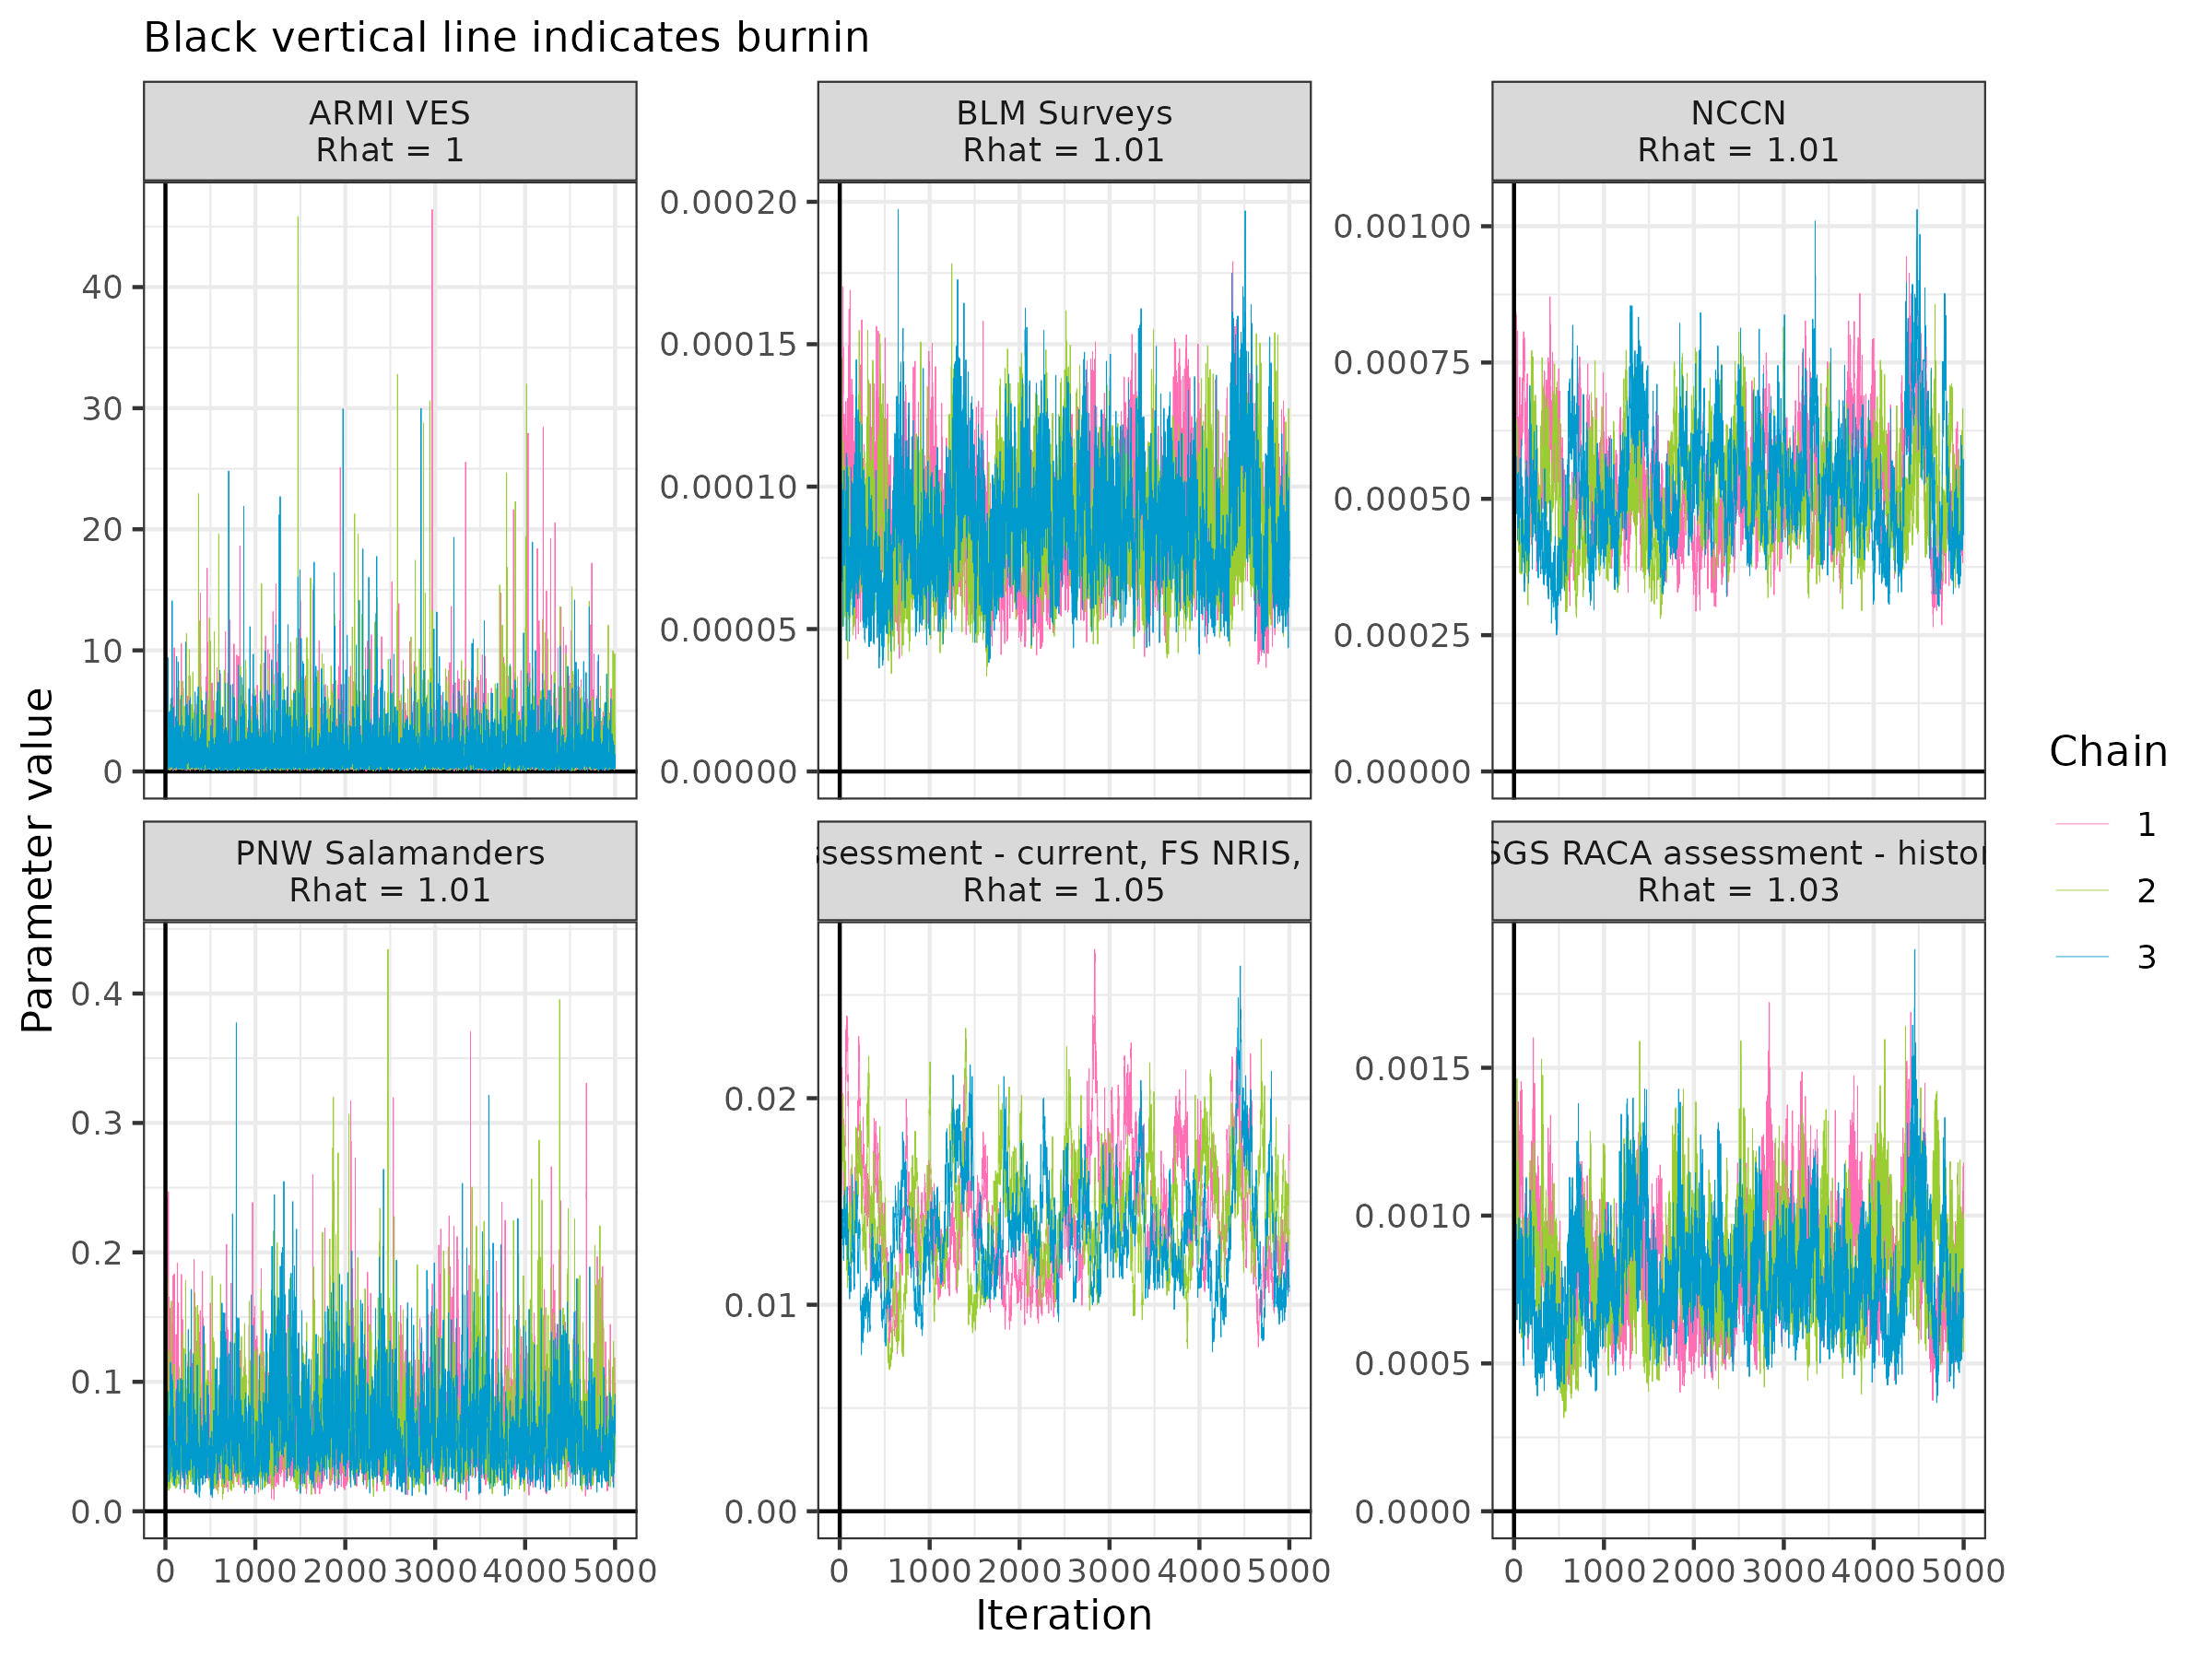 Black vertical line indicates burnin
ARMI VES
Rhat = 1
BLM Surveys
Rhat = 1.01
NCCN
Rhat = 1.01
40
30
20
10
0
0.00020
0.00015
0.00010
0.00005
0.00000
0.00100
0.00075
0.00050
0.00025
0.00000
PNW Salamanders
Rhat = 1.01
ssessment - current, FS NRIS,
Rhat = 1.05
SGS RACA assessment - histor
Rhat = 1.03
0.4
0.3
0.2
0.1
0.0
0.02
0.01
0.00
0.0015
0.0010
0.0005
0.0000
0 1000 2000 3000 4000 5000
0 1000 2000 3000 4000 5000
0 1000 2000 3000 4000 5000
Iteration
Parameter value
Chain
1
2
3